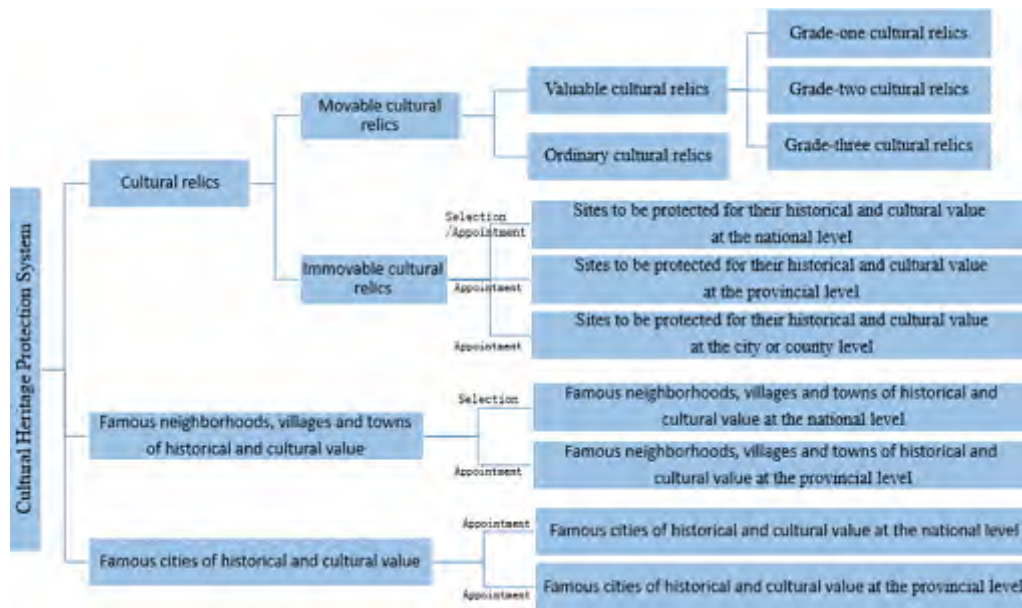 Cultural Heritage Protection System
Cultural relics
Movable cultural
relics
Valuable cultural relics
Grade-one cultural relics
Grade-two cultural relics
Grade-three cultural relics
Ordinary cultural relics
Immovable cultural
relics
Selection
/Appointment
Sites to be protected for their historical and cultural value
at the national level
Appointment
Sites to be protected for their historical and cultural value
at the provincial level
Appointment
Sites to be protected for their historical and cultural value
at the city or county level
Famous neighborhoods, villages and towns
of historical and cultural value
Selection
Famous neighborhoods, villages and towns of historical and
cultural value at the national level
Appointment
Famous neighborhoods, villages and towns of historical and
cultural value at the provincial level
Famous cities of historical and cultural value
Appointment
Famous cities of historical and cultural value at the national level
Appointment
Famous cities of historical and cultural value at the provincial level